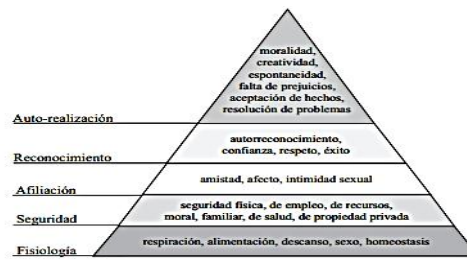 moralidad,
creatividad,
espontaneidad,
falta de prejuicios,
aceptación de hechos,
resolución de problemas
Auto-realización
autorreconocimiento,
confianza, respeto, éxito
Reconocimiento
amistad, afecto, intimidad sexual
Afiliación
seguridad física, de empleo, de recursos,
moral, familiar, de salud, de propiedad privada
Seguridad
respiración, alimentación, descanso, sexo, homeostasis
Fisiología